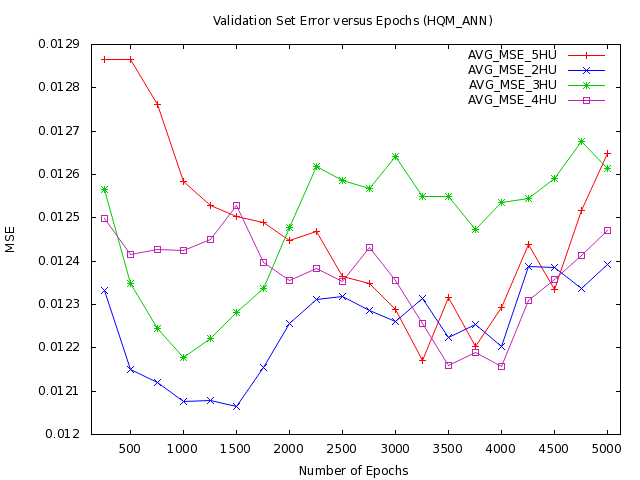 Validation Set Error versus Epochs (HQM_ANN)
0.0129
0.0128
0.0127
0.0126
0.0125
0.0124
0.0123
0.0122
0.0121
0.012
MSE
AVG_MSE_5HU
AVG_MSE_2HU
AVG_MSE_3HU
AVG_MSE_4HU
500 1000 1500 2000 2500 3000 3500 4000 4500 5000
Number of Epochs